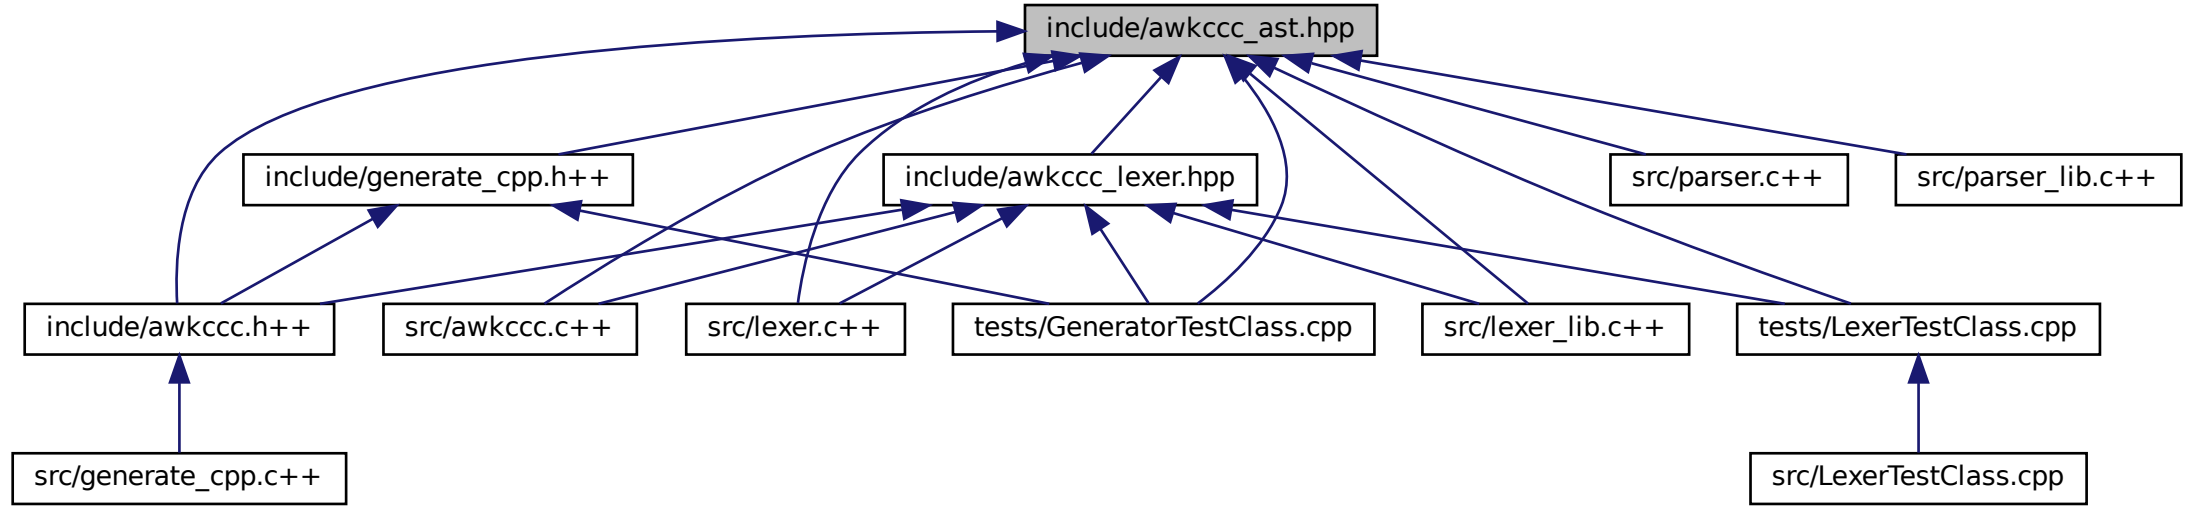 include/awkccc_ast.hpp
include/generate_cpp.h++
include/awkccc_lexer.hpp
src/parser.c++
src/parser_lib.c++
include/awkccc.h++
src/awkccc.c++
src/lexer.c++
tests/GeneratorTestClass.cpp
src/lexer_lib.c++
tests/LexerTestClass.cpp
src/generate_cpp.c++
src/LexerTestClass.cpp